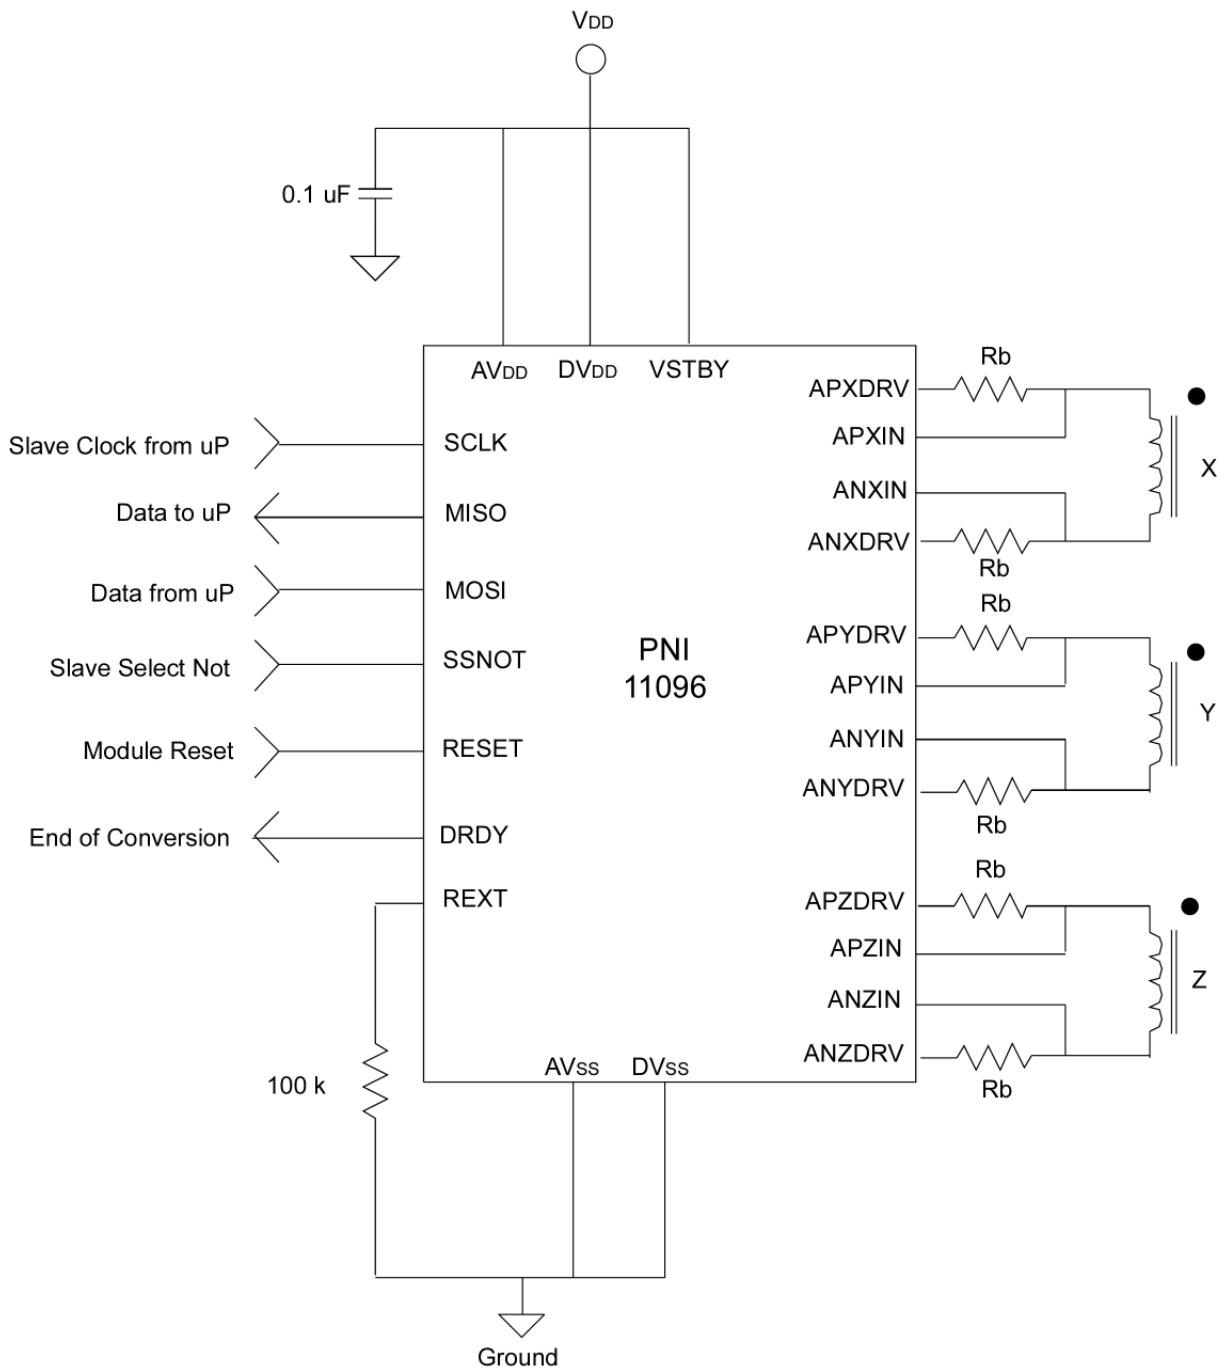 VDD
0.1 uF
AVDD DVDD VSTBY
Slave Clock from uP
Data to uP
Data from uP
Slave Select Not
Module Reset
End of Conversion
SCLK
MISO
MOSI
SSNOT
RESET
DRDY
REXT
100 k
PNI
11096
APXDRV
APXIN
ANXIN
ANXDRV
APYDRV
APYIN
ANYIN
ANYDRV
APZDRV
APZIN
ANZIN
ANZDRV
Rb
X
Rb
Rb
Y
Rb
Rb
Z
Rb
AVSS DVSS
Ground